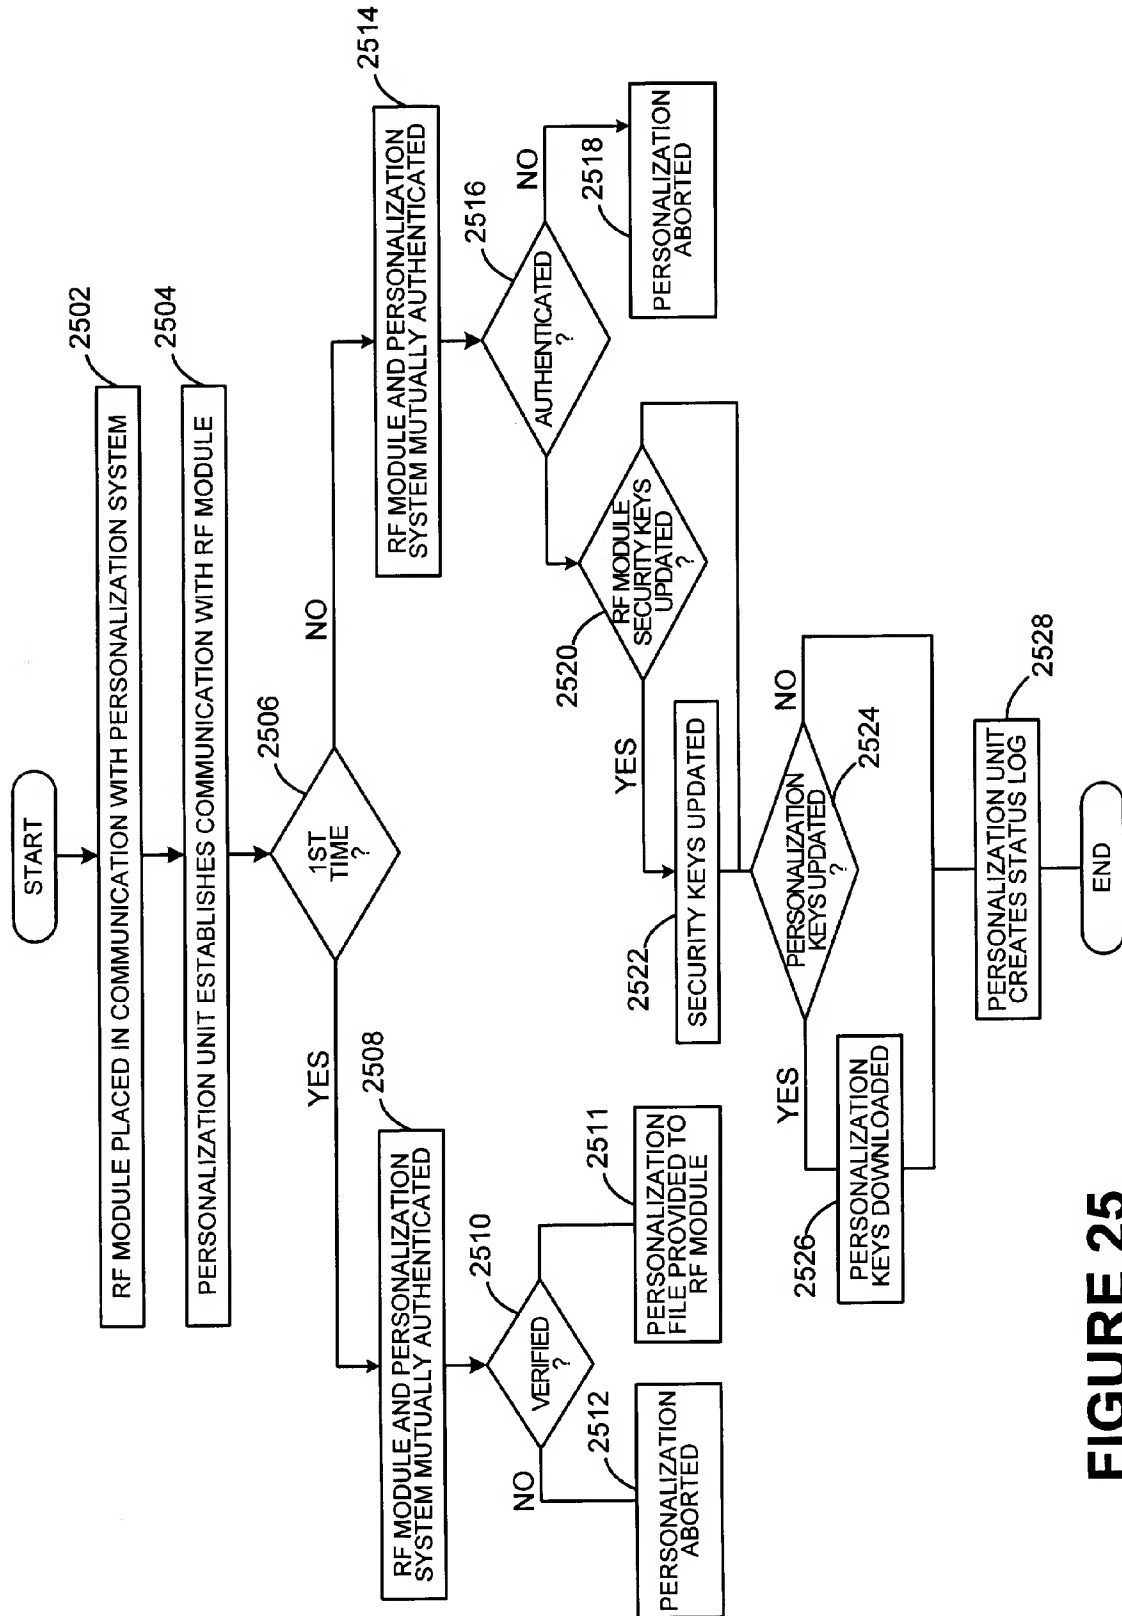 START
2502
RF MODULE PLACED IN COMMUNICATION WITH PERSONALIZATION SYSTEM
2504
PERSONALIZATION UNIT ESTABLISHES COMMUNICATION WITH RF MODULE
2506
1ST
TIME
?
YES
NO
2508
RF MODULE AND PERSONALIZATION
SYSTEM MUTUALLY AUTHENTICATED
2514
RF MODULE AND PERSONALIZATION
SYSTEM MUTUALLY AUTHENTICATED
2510
VERIFIED
?
NO
2512
PERSONALIZATION
ABORTED
2511
PERSONALIZATION
FILE PROVIDED TO
RF MODULE
2516
AUTHENTICATED
?
NO
2518
PERSONALIZATION
ABORTED
2520
RF MODULE
SECURITY KEYS
UPDATED
?
YES
2522
SECURITY KEYS UPDATED
PERSONALIZATION
KEYS UPDATED
?
2524
NO
YES
2526
PERSONALIZATION
KEYS DOWNLOADED
2528
PERSONALIZATION UNIT
CREATES STATUS LOG
END
FIGURE 25